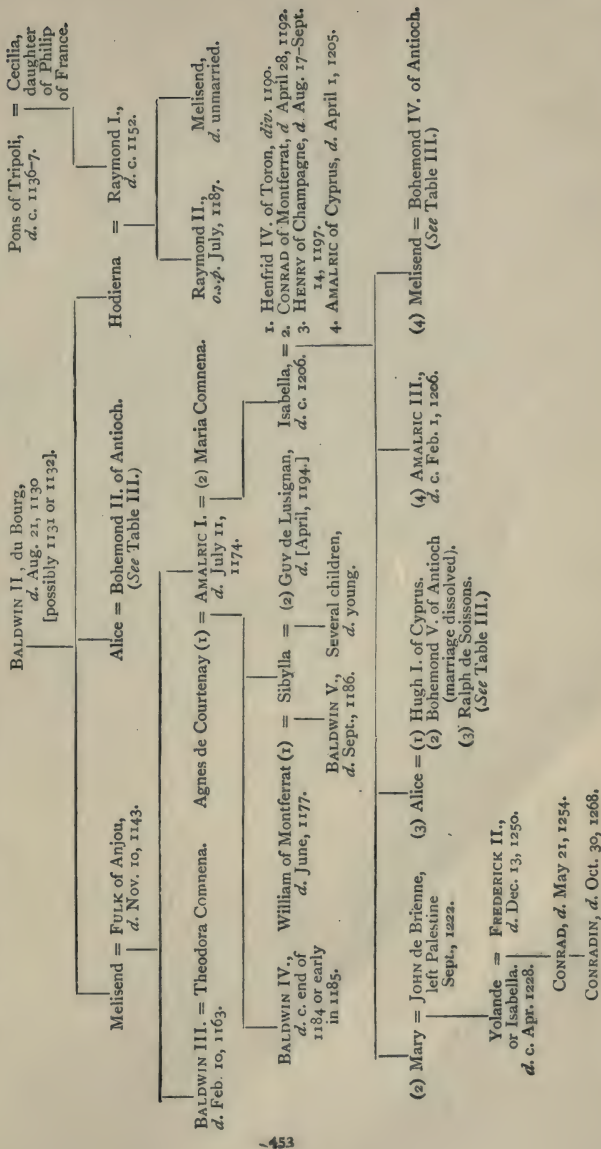 BALDWIN II, du Bourg,
d. Aug. 21, 1130
[possibly 1131 or 1132].
Pons of Tripoli,
d. c. 1136-7.
= Cecilia,
daughter
of Philip
of France.
Melisend = FULK of Anjou,
d. Nov. 10, 1143.
Alice = Bohemond II. of Antioch.
(See Table III.)
Hodierna = Raymond I.,
d. c. 1152.
BALDWIN III. = Theodora Comnena.
d. Feb. 10, 1163.
Agnes de Courtenay (1) = AMALRIC I. = (2) Maria Comnena.
d. July 11,
1174.
Raymond II.,
o.s.p. July, 1187.
Melisend,
d. unmarried.
BALDWIN IV.,
d. c. end of
1184 or early
in 1185.
William of Montferrat (1) = Sibylla = (2) GUY de Lusignan,
d. June, 1177.
d. [April, 1194.]
Isabella, =
d. c. 1206.
1. Henfrid IV. of Toron, div. 1190.
2. CONRAD of Montferrat, d April 28, 1192.
3. HENRY of Champagne, d. Aug. 17-Sept.
14, 1197.
4. AMALRIC of Cyprus, d. April 1, 1205.
BALDWIN V.,
d. Sept., 1186.
Several children,
d. young.
(2) Mary = JOHN de Brienne,
left Palestine
Sept., 1222.
(3) Alice = (1) Hugh I. of Cyprus.
(2) Bohemond V. of Antioch
(marriage dissolved).
(3) Ralph de Soissons.
(See Table III.)
(4) AMALRIC III.,
d. c. Feb. 1, 1206.
(4) Melisend = Bohemond IV. of Antioch.
(See Table III.)
Yolande = FREDERICK II.,
or Isabella.
d. Dec. 13, 1250.
d. c. Apr. 1228.
CONRAD, d. May 21, 1254.
CONRADIN, d. Oct. 30, 1268.
453